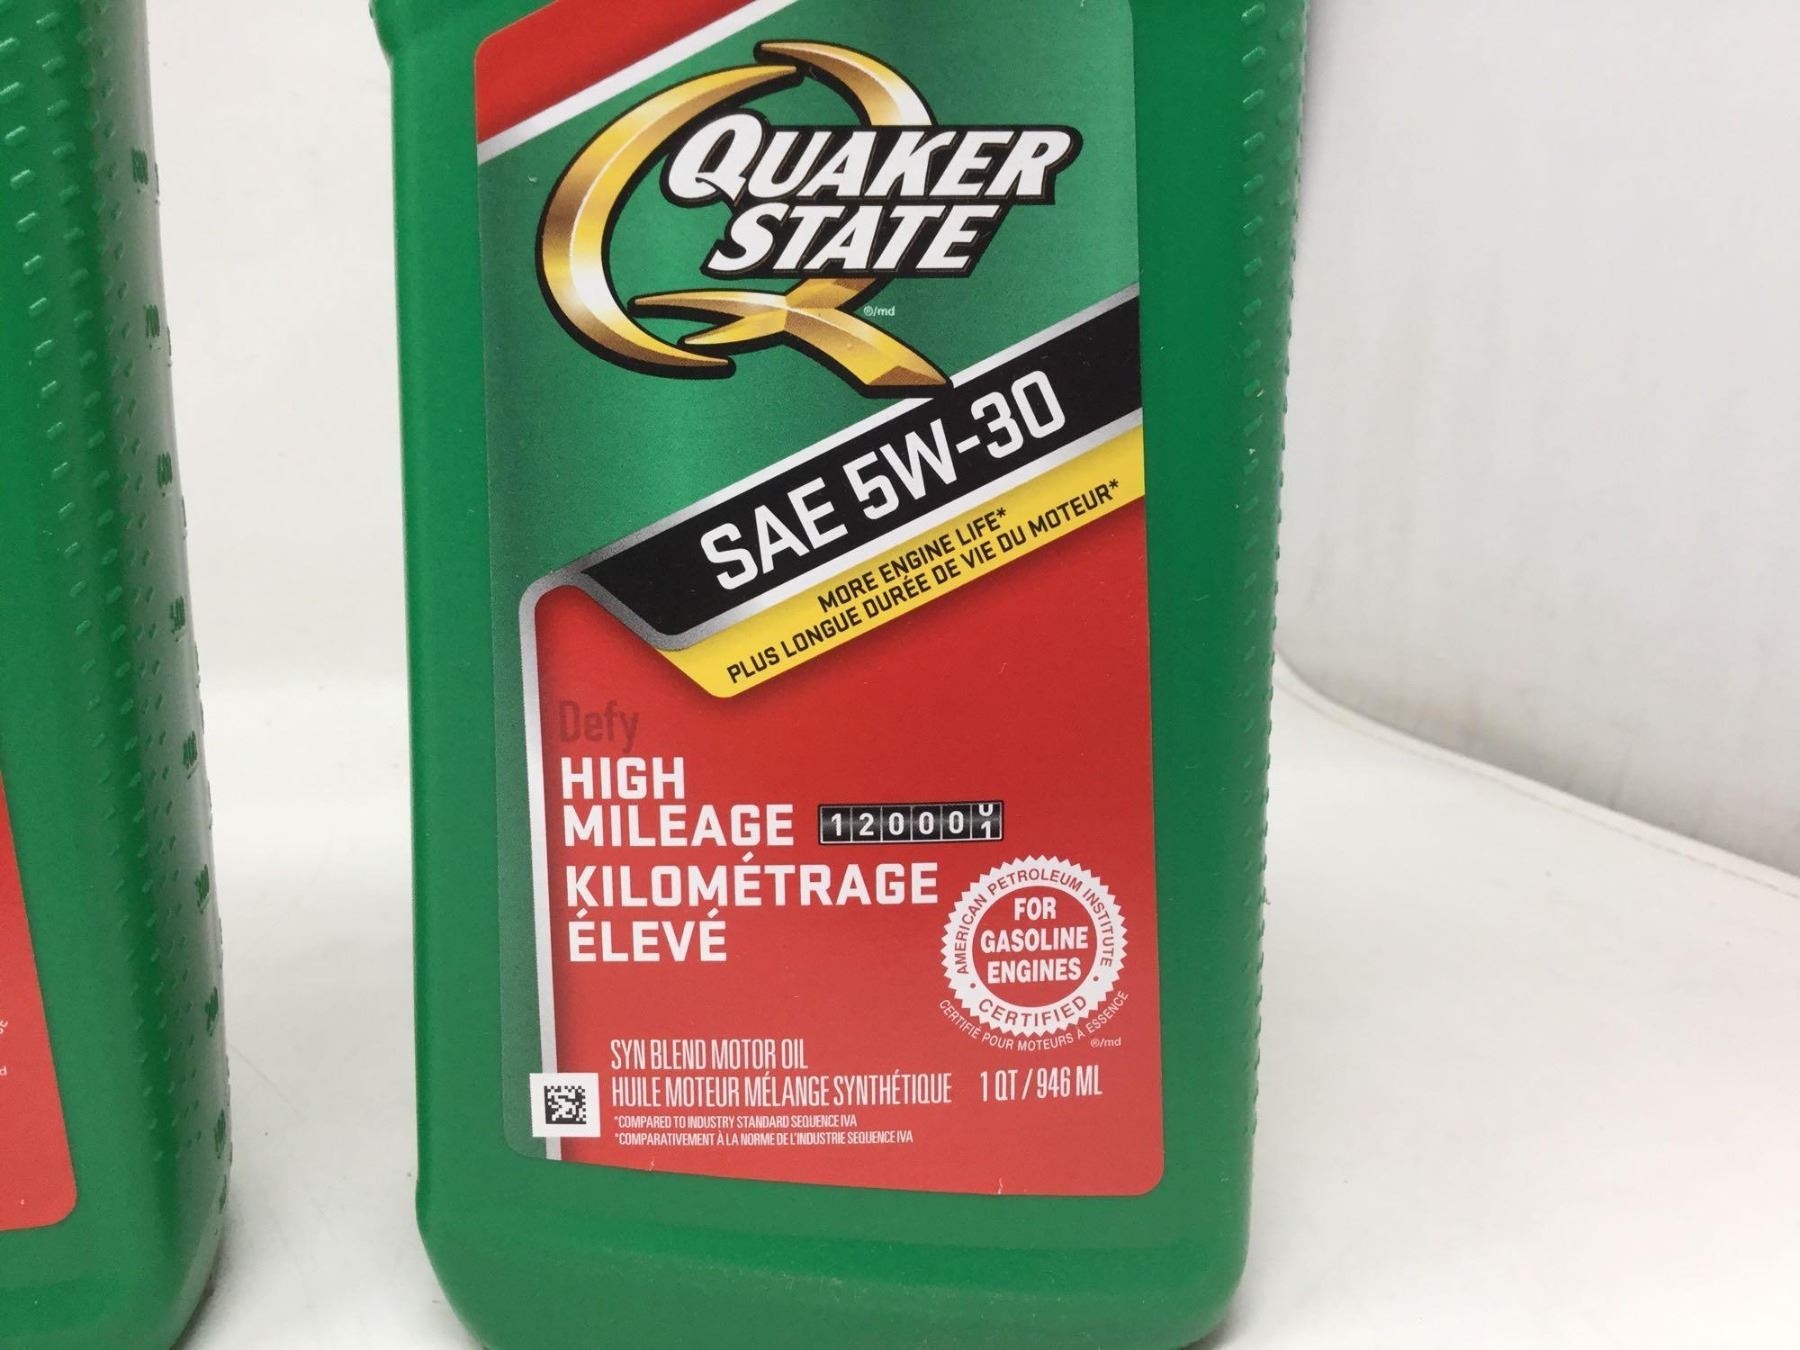 QUAKER
STATE
®/md
SAE 5W-30
MORE ENGINE LIFE*
PLUS LONGUE DURÉE DE VIE DU MOTEUR*
Defy
HIGH
MILEAGE
120000
1
KILOMÉTRAGE
ÉLEVÉ
AMERICAN PETROLEUM INSTITUTE
FOR
GASOLINE
ENGINES
• CERTIFIED •
CERTIFIÉ POUR MOTEURS À ESSENCE
®/md
SYN BLEND MOTOR OIL
HUILE MOTEUR MÉLANGE SYNTHÉTIQUE
1 QT / 946 ML
*COMPARED TO INDUSTRY STANDARD SEQUENCE IVA
*COMPARATIVEMENT À LA NORME DE L'INDUSTRIE SEQUENCE IVA